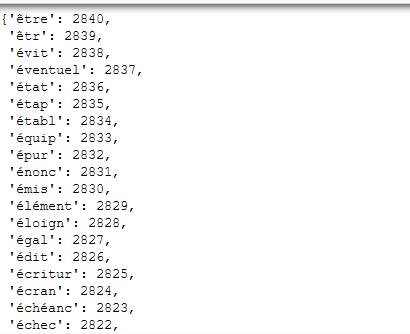 {'être': 2840,
'êtr': 2839,
'évit': 2838,
'éventuel': 2837,
'état': 2836,
'étap': 2835,
'établ': 2834,
'équip': 2833,
'épur': 2832,
'énonc': 2831,
'émis': 2830,
'élément': 2829,
'éloign': 2828,
'égal': 2827,
'édit': 2826,
'écritur': 2825,
'écran': 2824,
'échéanc': 2823,
'échec': 2822,